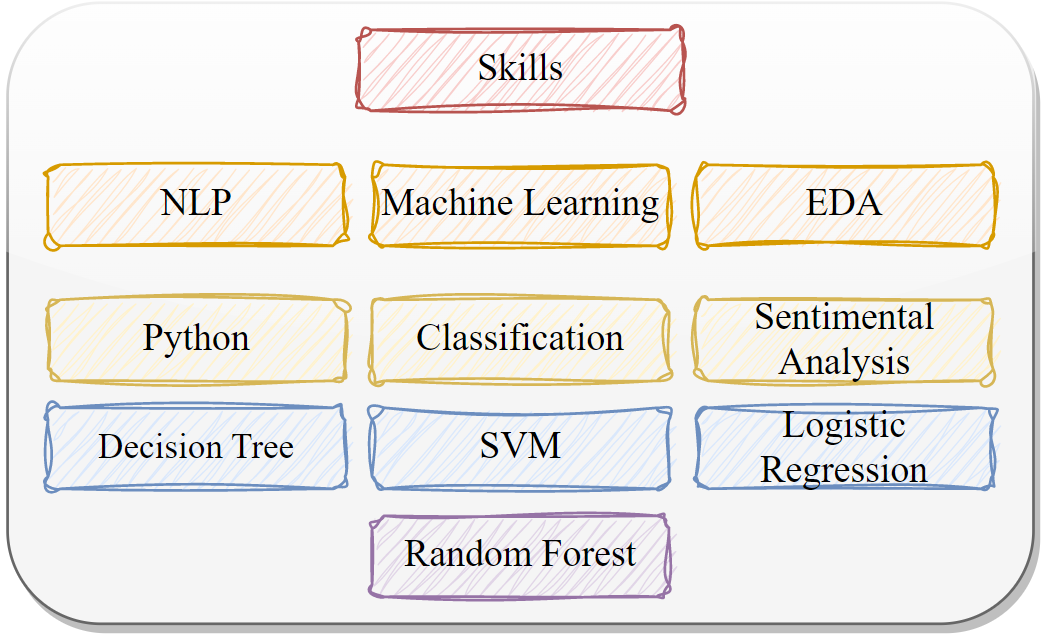 Skills
NLP
Machine Learning
EDA
Python
Classification
Sentimental
Analysis
Decision Tree
SVM
Logistic
Regression
Random Forest